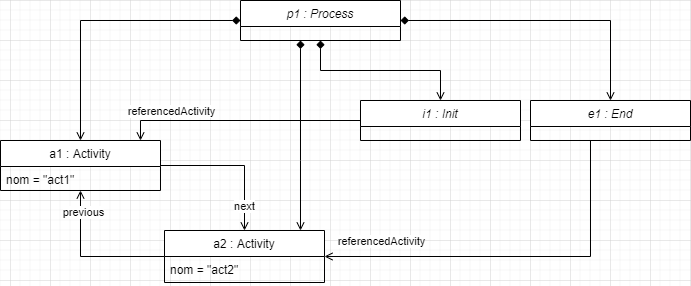 p1 : Process
referencedActivity
i1 : Init
e1 : End
a1 : Activity
nom = "act1"
previous
next
a2 : Activity
referencedActivity
nom = "act2"